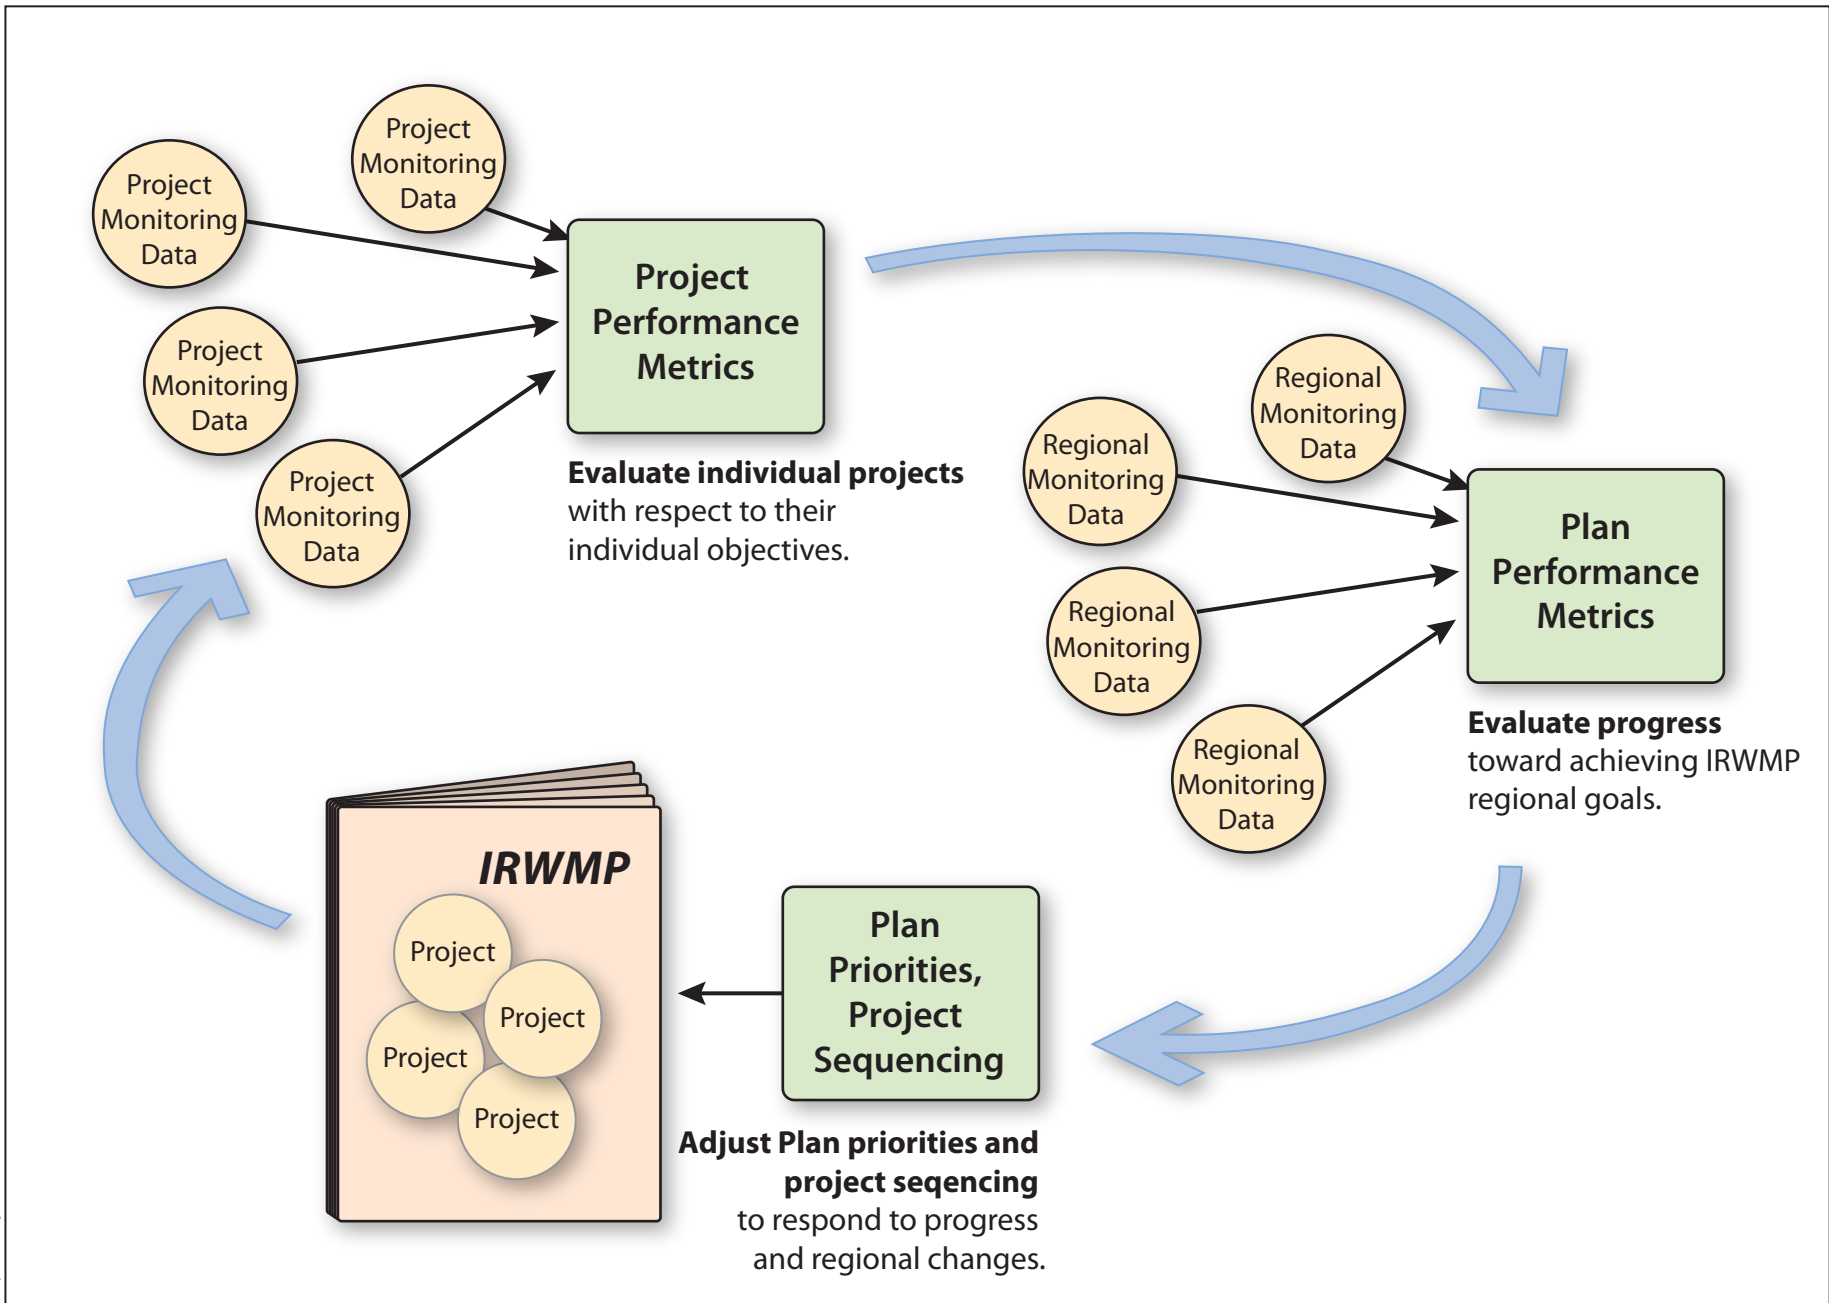 Project
Monitoring
Data
Project
Monitoring
Data
Project
Monitoring
Data
Project
Monitoring
Data
Project
Performance
Metrics
Evaluate individual projects
with respect to their
individual objectives.
Regional
Monitoring
Data
Regional
Monitoring
Data
Regional
Monitoring
Data
Regional
Monitoring
Data
Plan
Performance
Metrics
Evaluate progress
toward achieving IRWMP
regional goals.
IRWMP
Project
Project
Project
Project
Plan
Priorities,
Project
Sequencing
Adjust Plan priorities and
project seqencing
to respond to progress
and regional changes.